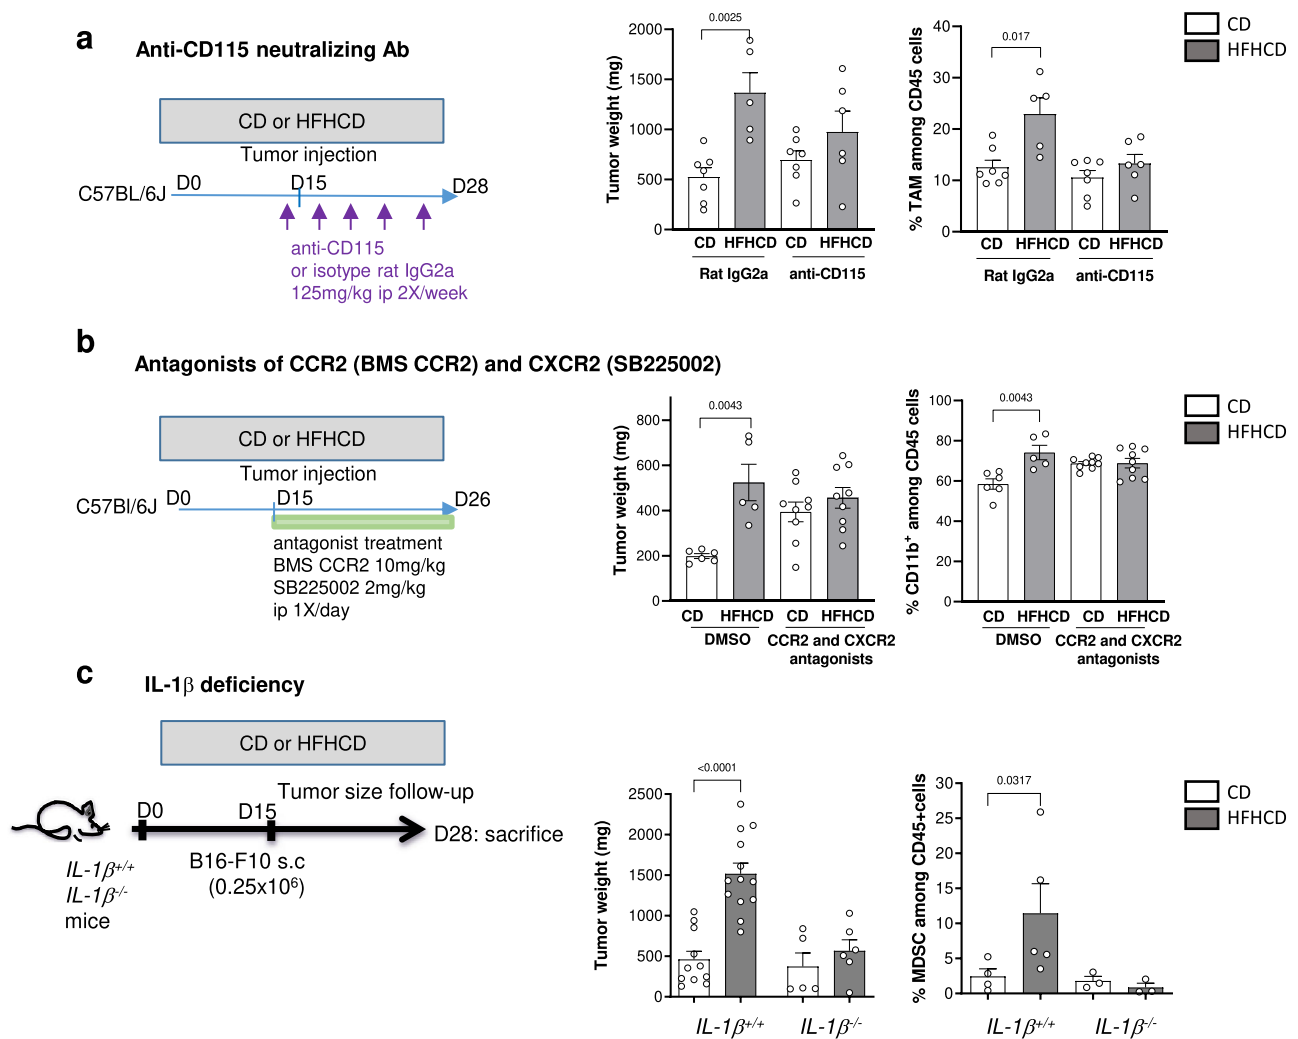 a
Anti-CD115 neutralizing Ab
CD or HFHCD
Tumor injection
C57BL/6J
D0
D15
D28
anti-CD115
or isotype rat IgG2a
125mg/kg ip 2X/week
Tumor weight (mg)
2000
1500
1000
500
0
0.0025
CD
HFHCD
CD
HFHCD
Rat IgG2a
anti-CD115
% TAM among CD45 cells
40
30
20
10
0
0.017
CD
HFHCD
CD
HFHCD
Rat IgG2a
anti-CD115
CD
HFHCD
b
Antagonists of CCR2 (BMS CCR2) and CXCR2 (SB225002)
CD or HFHCD
Tumor injection
C57Bl/6J
D0
D15
D26
antagonist treatment
BMS CCR2 10mg/kg
SB225002 2mg/kg
ip 1X/day
Tumor weight (mg)
800
600
400
200
0
0.0043
CD
HFHCD
CD
HFHCD
DMSO
CCR2 and CXCR2
antagonists
% CD11b⁺ among CD45 cells
100
80
60
40
20
0
0.0043
CD
HFHCD
CD
HFHCD
DMSO
CCR2 and CXCR2
antagonists
CD
HFHCD
c
IL-1β deficiency
CD or HFHCD
Tumor size follow-up
D0
D15
D28: sacrifice
IL-1β⁺/⁺
IL-1β⁻/⁻
mice
B16-F10 s.c
(0.25x10⁶)
Tumor weight (mg)
2500
2000
1500
1000
500
0
<0.0001
IL-1β⁺/⁺
IL-1β⁻/⁻
% MDSC among CD45+cells
30
25
20
15
10
5
0
0.0317
IL-1β⁺/⁺
IL-1β⁻/⁻
CD
HFHCD